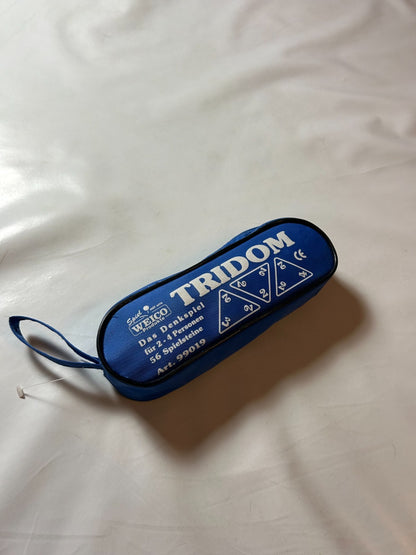 TRIDOM
Spiel
WEICO
Das Denkspiel
für 2 - 4 Personen
56 Spielsteine
Art. 99019
CE